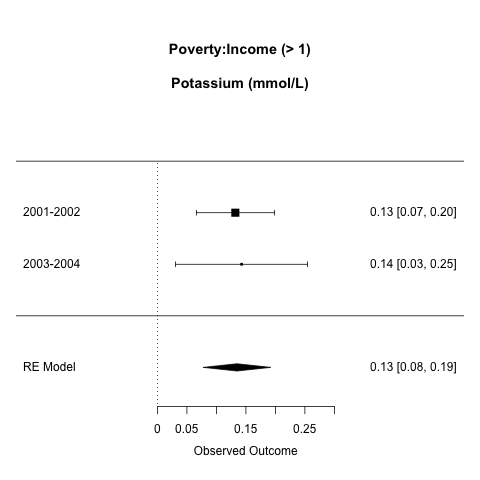 Poverty:Income (> 1)
Potassium (mmol/L)
2001-2002 0.13 [0.07, 0.20]
2003-2004 0.14 [0.03, 0.25]
RE Model 0.13 [0.08, 0.19]
0 0.05 0.15 0.25
Observed Outcome